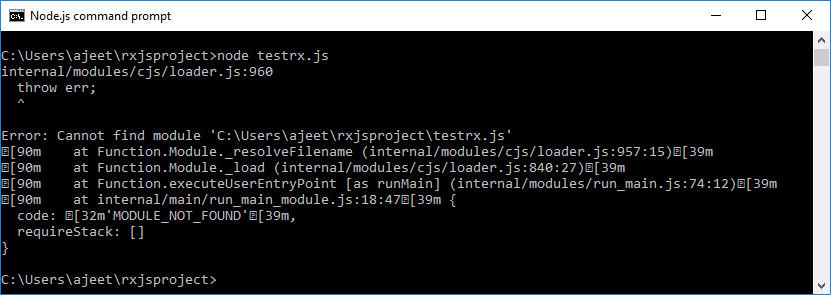 Node.js command prompt
C:\Users\ajeet\rxjsproject>node testrx.js
internal/modules/cjs/loader.js:960
  throw err;
  ^
Error: Cannot find module 'C:\Users\ajeet\rxjsproject\testrx.js'
⍰[90m    at Function.Module._resolveFilename (internal/modules/cjs/loader.js:957:15)⍰[39m
⍰[90m    at Function.Module._load (internal/modules/cjs/loader.js:840:27)⍰[39m
⍰[90m    at Function.executeUserEntryPoint [as runMain] (internal/modules/run_main.js:74:12)⍰[39m
⍰[90m    at internal/main/run_main_module.js:18:47⍰[39m {
  code: ⍰[32m'MODULE_NOT_FOUND'⍰[39m,
  requireStack: []
}
C:\Users\ajeet\rxjsproject>